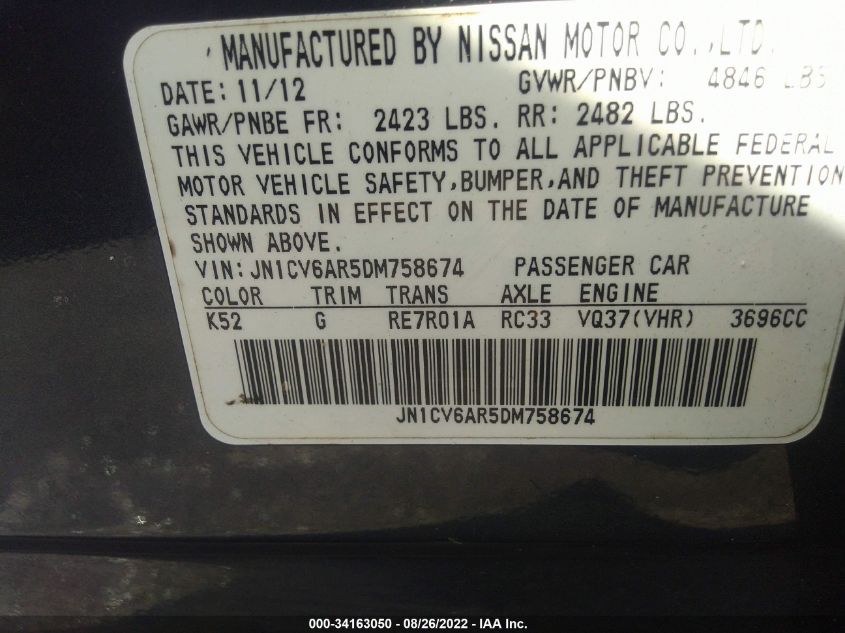 MANUFACTURED BY NISSAN MOTOR CO.,LTD.
DATE: 11/12 GVWR/PNBV: 4846 LBS
GAWR/PNBE FR: 2423 LBS. RR: 2482 LBS.
THIS VEHICLE CONFORMS TO ALL APPLICABLE FEDERAL
MOTOR VEHICLE SAFETY,BUMPER,AND THEFT PREVENTION
STANDARDS IN EFFECT ON THE DATE OF MANUFACTURE
SHOWN ABOVE.
VIN:JN1CV6AR5DM758674 PASSENGER CAR
COLOR TRIM TRANS AXLE ENGINE
K52 G RE7R01A RC33 VQ37(VHR) 3696CC
JN1CV6AR5DM758674
000-34163050 - 08/26/2022 - IAA Inc.